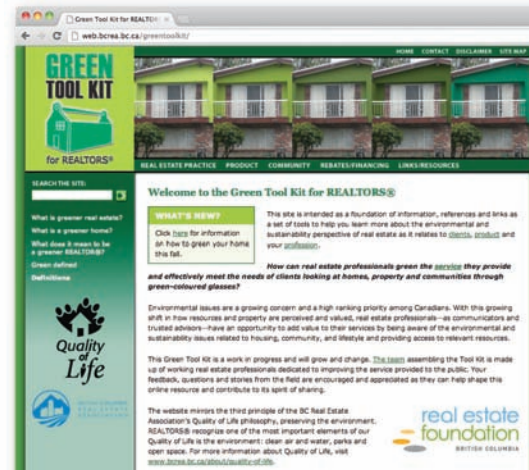 Green Tool Kit for REALTOR
web.bcrea.bc.ca/greentoolkit/
HOME CONTACT DISCLAIMER SITE MAP
GREEN
TOOL KIT
for REALTORS®
REAL ESTATE PRACTICE PRODUCT COMMUNITY REBATES/FINANCING LINKS/RESOURCES
SEARCH THE SITE:
What is greener real estate?
What is a greener home?
What does it mean to be
a greener REALTOR®?
Green defined
Definitions
Quality
of
Life
Welcome to the Green Tool Kit for REALTORS®
WHAT'S NEW?
Click here for information
on how to green your home
this fall.
This site is intended as a foundation of information, references and links as
a set of tools to help you learn more about the environmental and
sustainability perspective of real estate as it relates to clients, product and
your profession.
How can real estate professionals green the service they provide
and effectively meet the needs of clients looking at homes, property and communities through
green-coloured glasses?
Environmental issues are a growing concern and a high ranking priority among Canadians. With this growing
shift in how resources and property are perceived and valued, real estate professionals--as communicators and
trusted advisors--have an opportunity to add value to their services by being aware of the environmental and
sustainability issues related to housing, community, and lifestyle and providing access to relevant resources.
This Green Tool Kit is a work in progress and will grow and change. The team assembling the Tool Kit is made
up of working real estate professionals dedicated to improving the service provided to the public. Your
feedback, questions and stories from the field are encouraged and appreciated as they can help shape this
online resource and contribute to its spirit of sharing.
The website mirrors the third principle of the BC Real Estate
Association's Quality of Life philosophy, preserving the environment.
REALTORS® recognize one of the most important elements of our
Quality of Life is the environment: clean air and water, parks and
open space. For more information about Quality of Life, visit
www.bcrea.bc.ca/about/quality-of-life.
real estate
foundation
BRITISH COLUMBIA